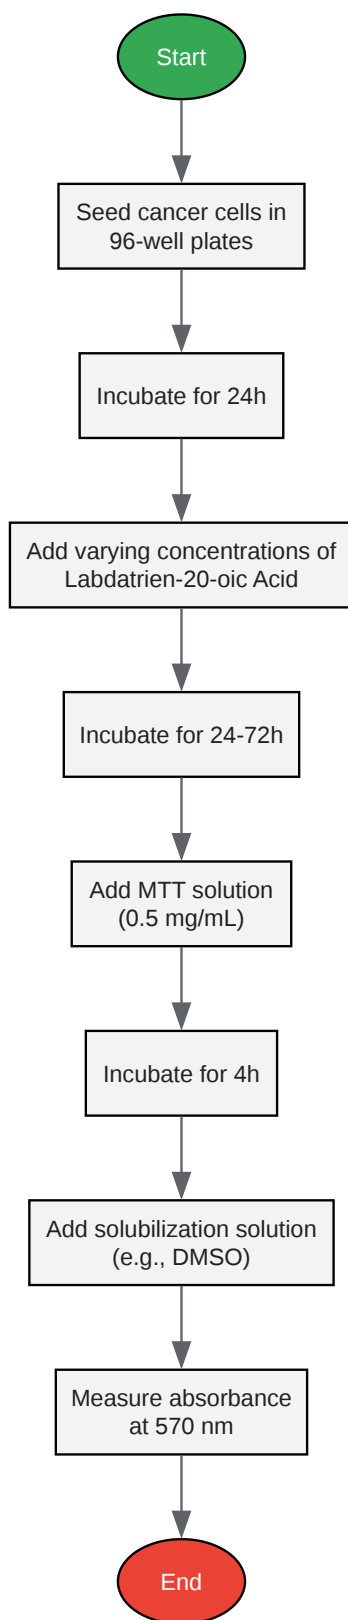 Start
Seed cancer cells in
96-well plates
Incubate for 24h
Add varying concentrations of
Labdatrien-20-oic Acid
Incubate for 24-72h
Add MTT solution
(0.5 mg/mL)
Incubate for 4h
Add solubilization solution
(e.g., DMSO)
Measure absorbance
at 570 nm
End